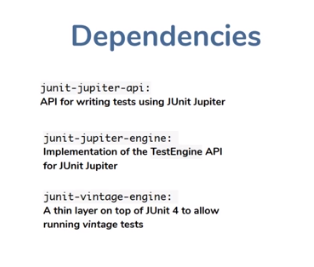 Dependencies
junit-jupiter-api:
API for writing tests using JUnit Jupiter
junit-jupiter-engine:
Implementation of the TestEngine API
for JUnit Jupiter
junit-vintage-engine:
A thin layer on top of JUnit 4 to allow
running vintage tests